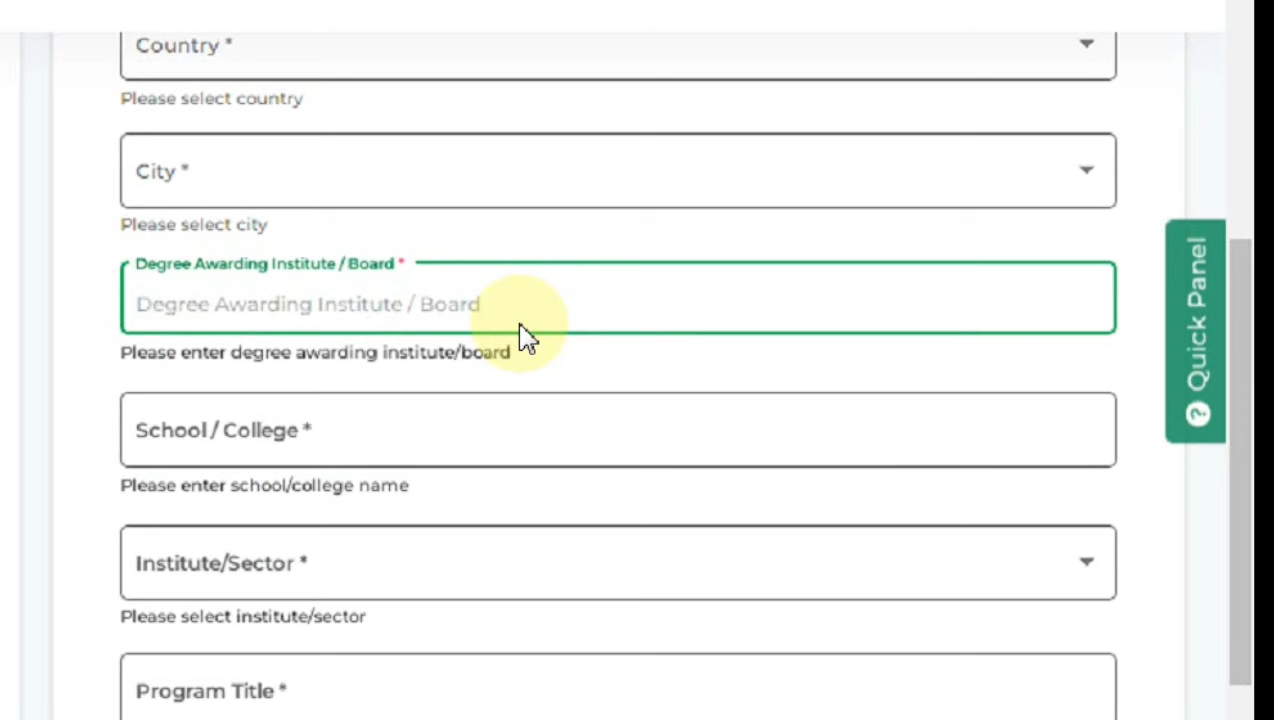 Country *
Please select country
City *
Please select city
Degree Awarding Institute / Board *
Degree Awarding Institute / Board
Please enter degree awarding institute/board
School / College *
Please enter school/college name
Institute/Sector *
Please select institute/sector
Program Title *
? Quick Panel